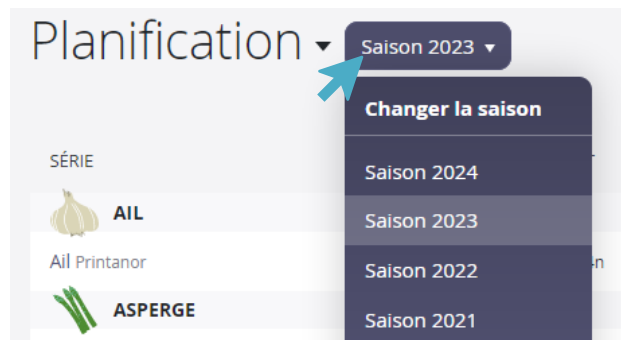 Planification
Saison 2023
Changer la saison
SÉRIE
Saison 2024
AIL
Saison 2023
Ail Printanor
Saison 2022
ASPERGE
Saison 2021